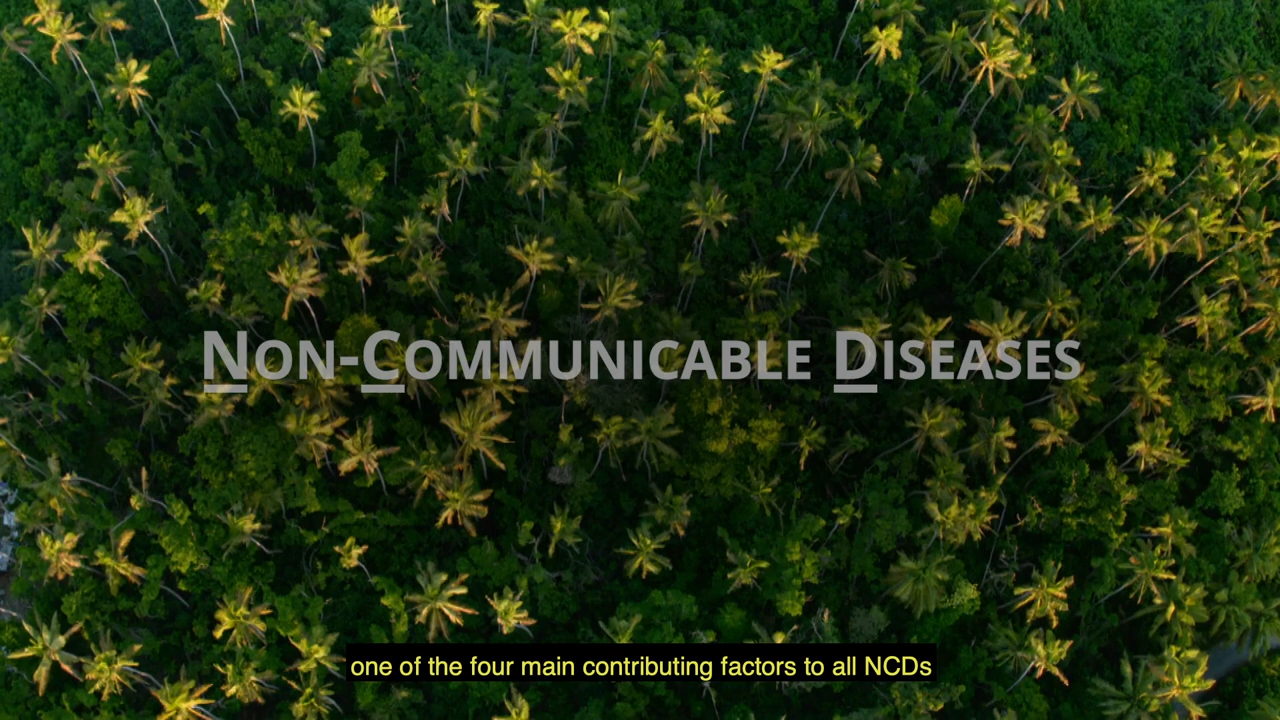 NON-COMMUNICABLE DISEASES
one of the four main contributing factors to all NCDs